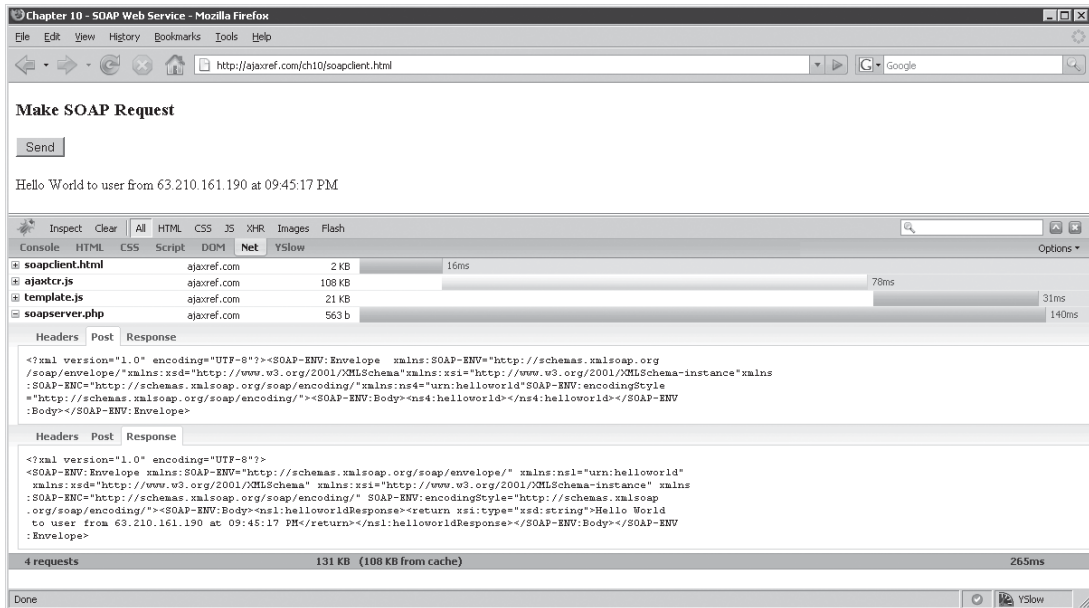 Chapter 10 - SOAP Web Service - Mozilla Firefox
File Edit View History Bookmarks Tools Help
http://ajaxref.com/ch10/soapclient.html
G Google
Make SOAP Request
Send
Hello World to user from 63.210.161.190 at 09:45:17 PM
Inspect Clear All HTML CSS JS XHR Images Flash
Console HTML CSS Script DOM Net YSlow Options
soapclient.html ajaxref.com 2 KB 16ms
ajaxtcr.js ajaxref.com 108 KB 78ms
template.js ajaxref.com 21 KB 31ms
soapserver.php ajaxref.com 563 b 140ms
Headers Post Response
<?xml version="1.0" encoding="UTF-8"?><SOAP-ENV:Envelope  xmlns:SOAP-ENV="http://schemas.xmlsoap.org
/soap/envelope/"xmlns:xsd="http://www.w3.org/2001/XMLSchema"xmlns:xsi="http://www.w3.org/2001/XMLSchema-instance"xmlns
:SOAP-ENC="http://schemas.xmlsoap.org/soap/encoding/"xmlns:ns4="urn:helloworld"SOAP-ENV:encodingStyle
="http://schemas.xmlsoap.org/soap/encoding/"><SOAP-ENV:Body><ns4:helloworld></ns4:helloworld></SOAP-ENV
:Body></SOAP-ENV:Envelope>
Headers Post Response
<?xml version="1.0" encoding="UTF-8"?>
<SOAP-ENV:Envelope xmlns:SOAP-ENV="http://schemas.xmlsoap.org/soap/envelope/" xmlns:ns1="urn:helloworld"
xmlns:xsd="http://www.w3.org/2001/XMLSchema" xmlns:xsi="http://www.w3.org/2001/XMLSchema-instance" xmlns
:SOAP-ENC="http://schemas.xmlsoap.org/soap/encoding/" SOAP-ENV:encodingStyle="http://schemas.xmlsoap
.org/soap/encoding/"><SOAP-ENV:Body><ns1:helloworldResponse><return xsi:type="xsd:string">Hello World
to user from 63.210.161.190 at 09:45:17 PM</return></ns1:helloworldResponse></SOAP-ENV:Body></SOAP-ENV
:Envelope>
4 requests 131 KB (108 KB from cache) 265ms
Done YSlow